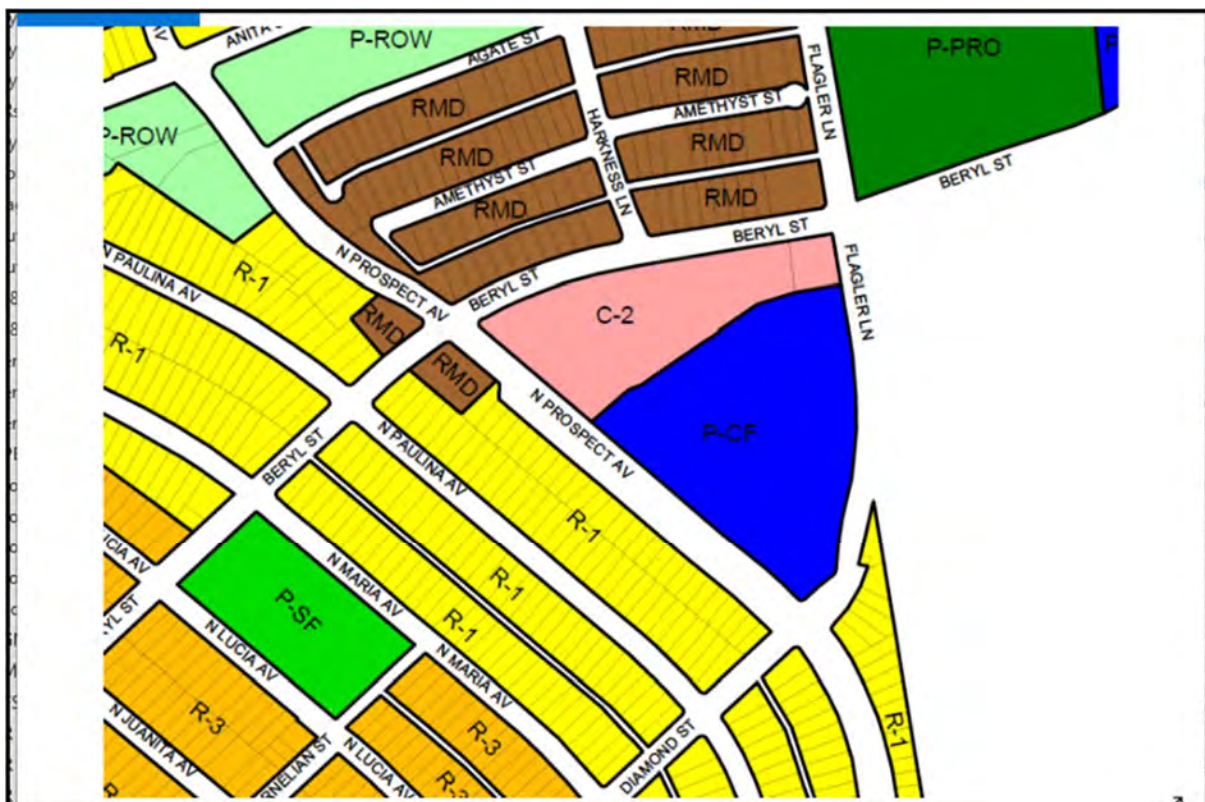 ANITA
P-ROW
AGATE ST
RMD
FLAGLER LN
P-PRO
RMD
RMD
AMETHYST ST
P-ROW
HARKNESS LN
RMD
RMD
BERYL ST
AMETHYST ST
RMD
RMD
BERYL ST
N PROSPECT AV
R-1
N PAULINA AV
FLAGLER LN
BERYL ST
C-2
RMD
R-1
RMD
N PROSPECT AV
P-CF
N PAULINA AV
BERYL ST
R-1
R-1
N MARIA AV
P-SF
R-1
LUCIA AV
N LUCIA AV
N MARIA AV
R-3
R-3
R-1
N JUANITA AV
N LUCIA AV
DIAMOND ST